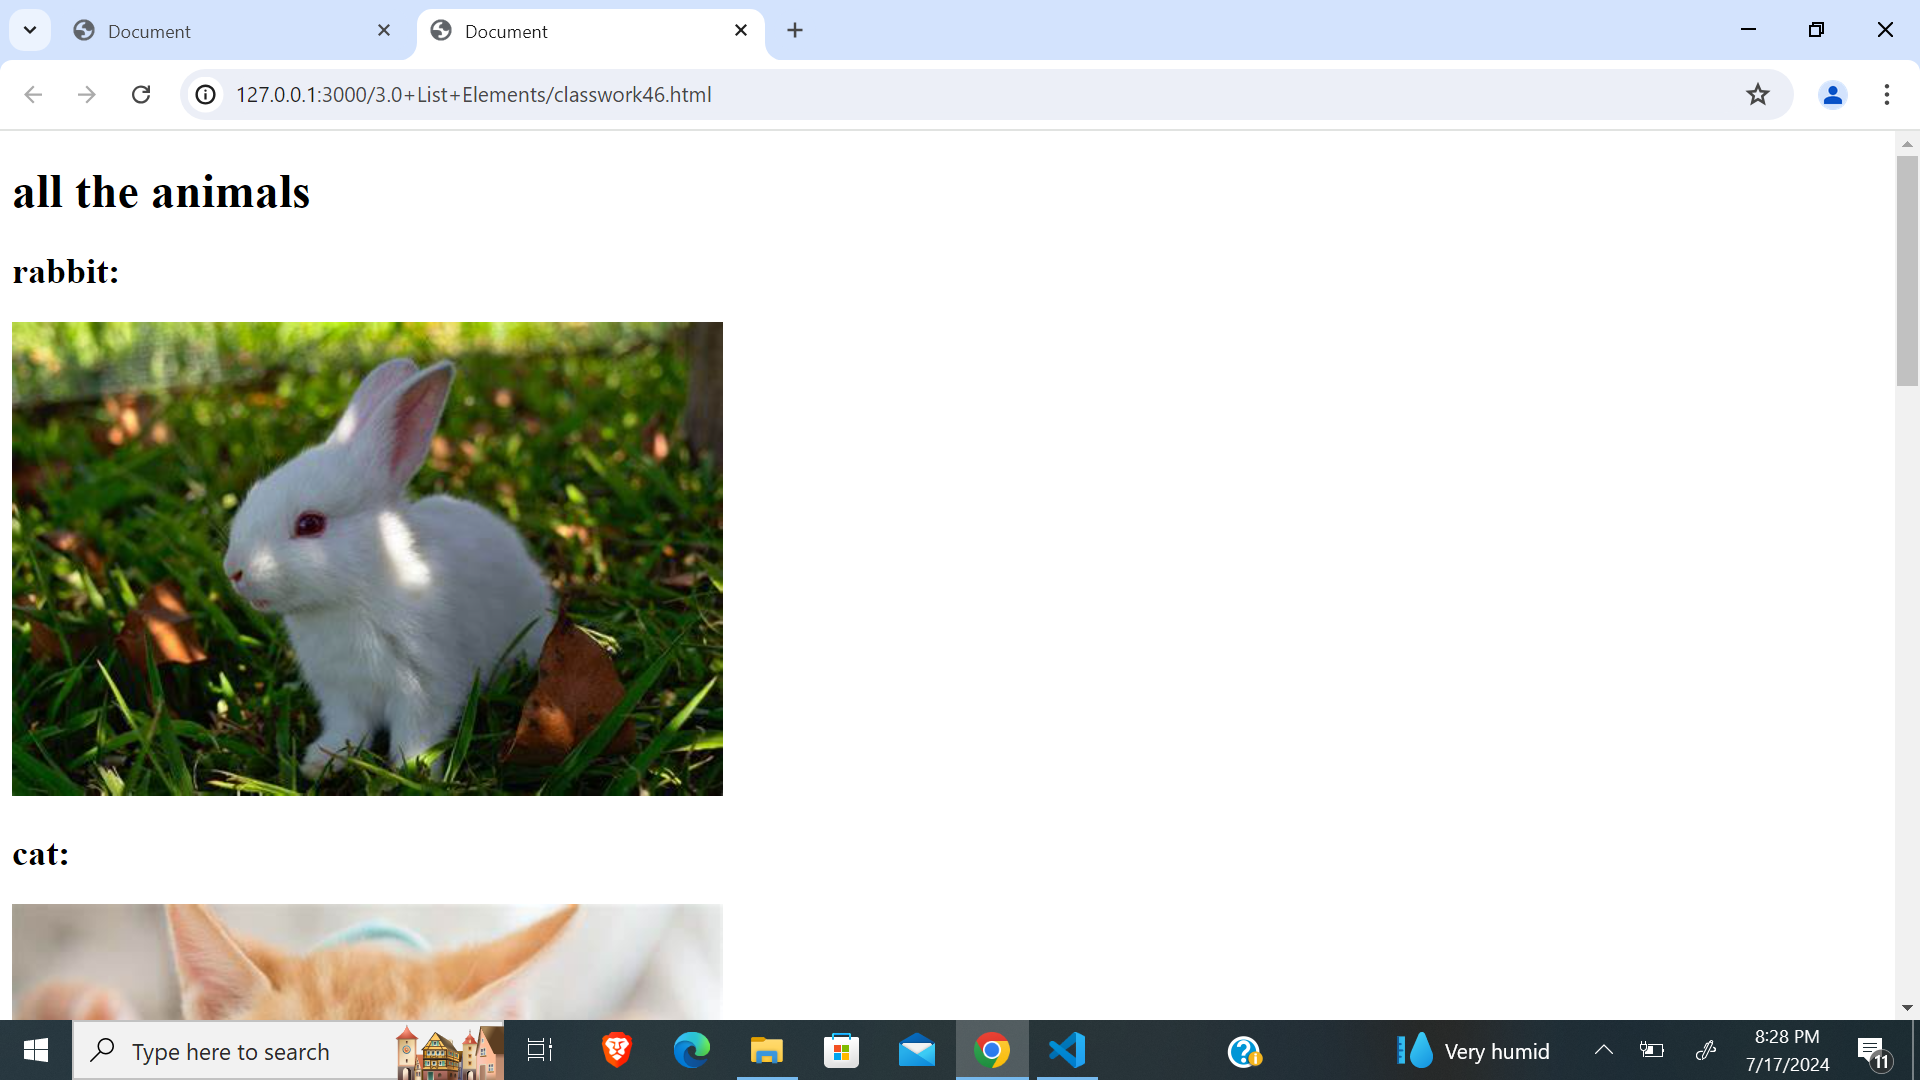 Document
Document
127.0.0.1:3000/3.0+List+Elements/classwork46.html
all the animals
rabbit:
cat:
Type here to search
Very humid
8:28 PM
7/17/2024
11